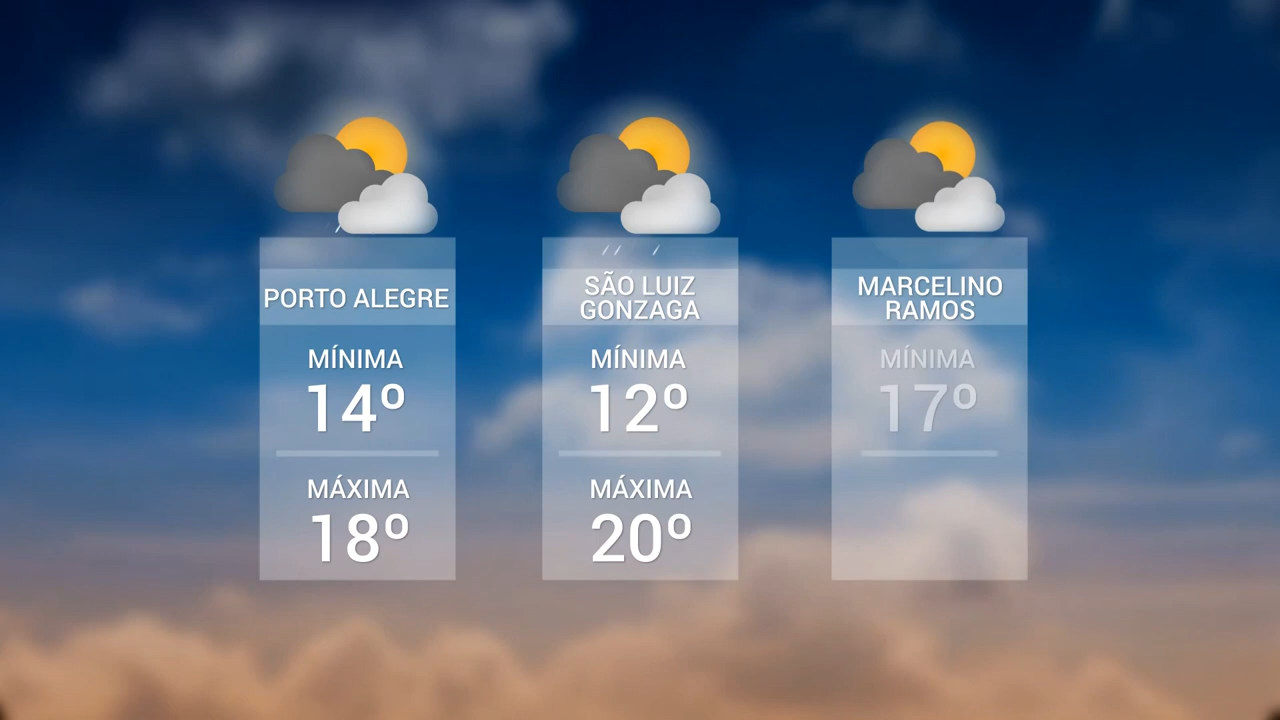 PORTO ALEGRE
MÍNIMA
14º
MÁXIMA
18º
SÃO LUIZ
GONZAGA
MÍNIMA
12º
MÁXIMA
20º
MARCELINO
RAMOS
MÍNIMA
17º